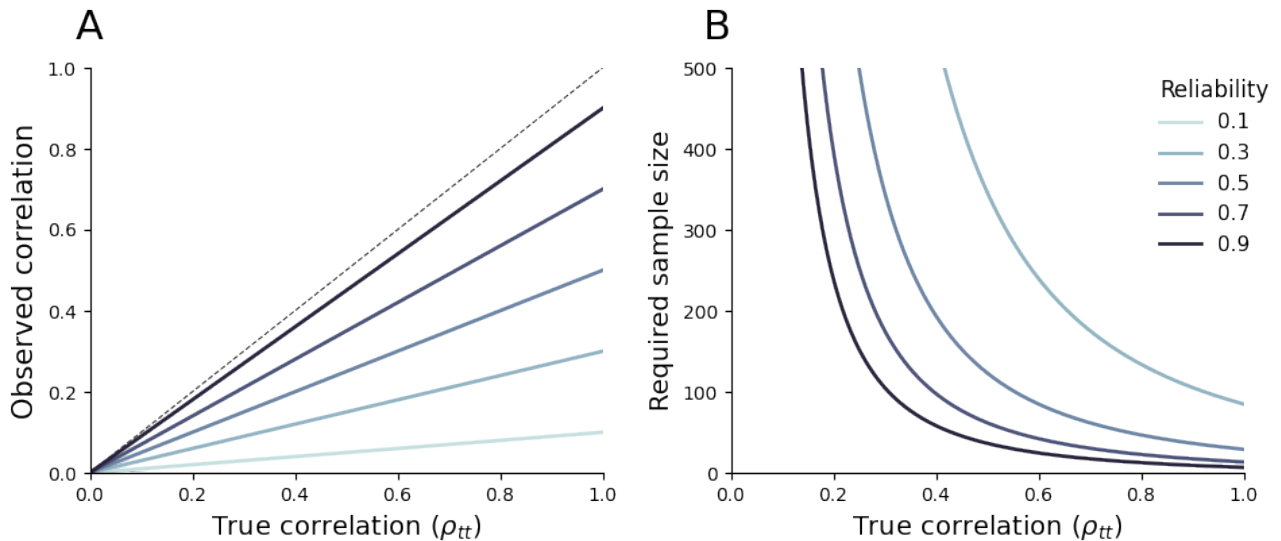 A
Observed correlation
1.0
0.8
0.6
0.4
0.2
0.0
0.0 0.2 0.4 0.6 0.8 1.0
True correlation (ρtt)
B
Required sample size
500
400
300
200
100
0
0.0 0.2 0.4 0.6 0.8 1.0
True correlation (ρtt)
Reliability
0.1
0.3
0.5
0.7
0.9